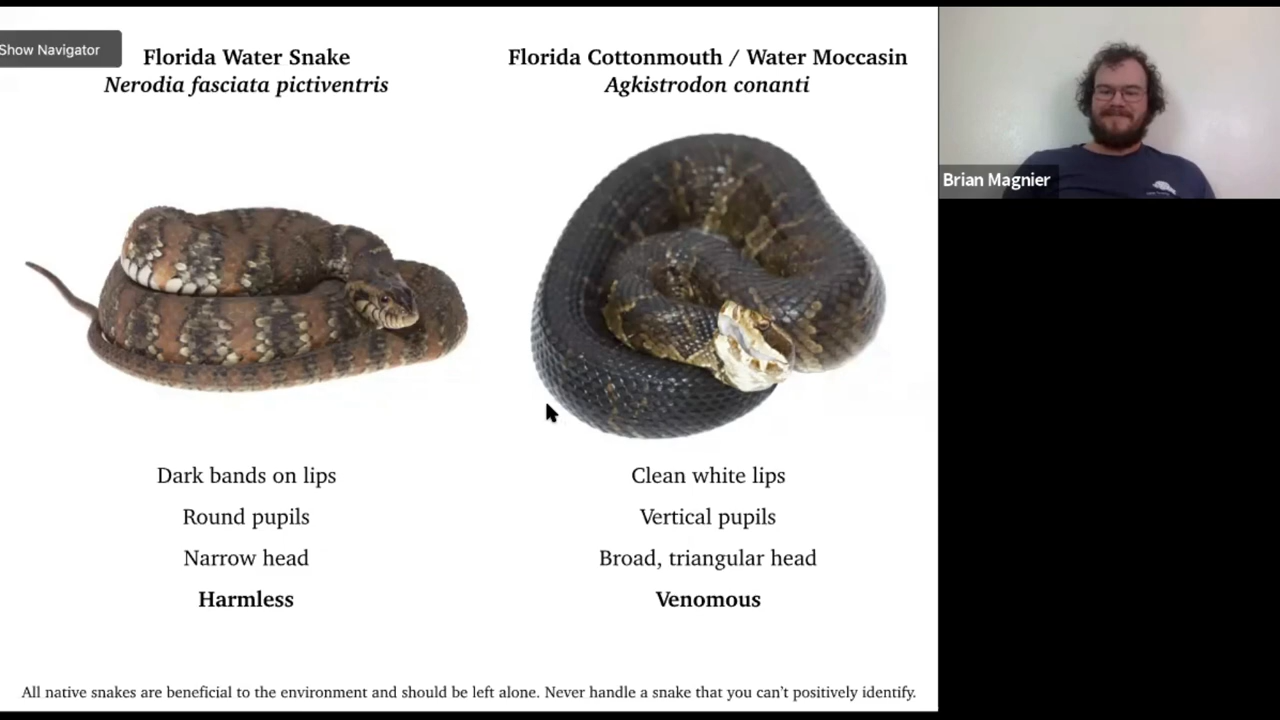 Show Navigator
Florida Water Snake
Nerodia fasciata pictiventris
Florida Cottonmouth / Water Moccasin
Agkistrodon conanti
Brian Magnier
Dark bands on lips
Round pupils
Narrow head
Harmless
Clean white lips
Vertical pupils
Broad, triangular head
Venomous
All native snakes are beneficial to the environment and should be left alone. Never handle a snake that you can't positively identify.